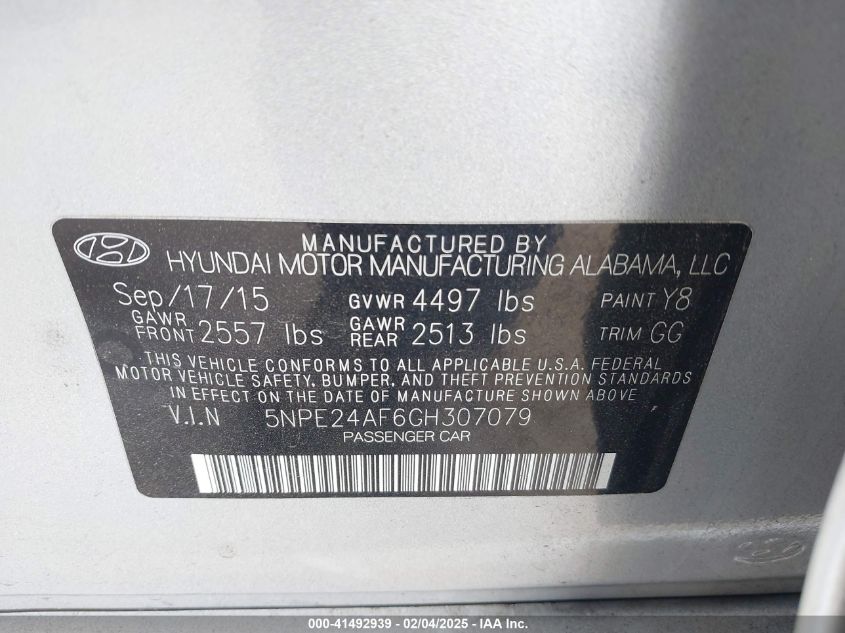 MANUFACTURED BY
HYUNDAI MOTOR MANUFACTURING ALABAMA, LLC
Sep/17/15 GVWR 4497 lbs PAINT Y8
GAWR FRONT 2557 lbs GAWR REAR 2513 lbs TRIM GG
THIS VEHICLE CONFORMS TO ALL APPLICABLE U.S.A. FEDERAL
MOTOR VEHICLE SAFETY, BUMPER, AND THEFT PREVENTION STANDARDS
IN EFFECT ON THE DATE OF MANUFACTURE SHOWN ABOVE
V.I.N 5NPE24AF6GH307079
PASSENGER CAR
000-41492939 - 02/04/2025 - IAA Inc.